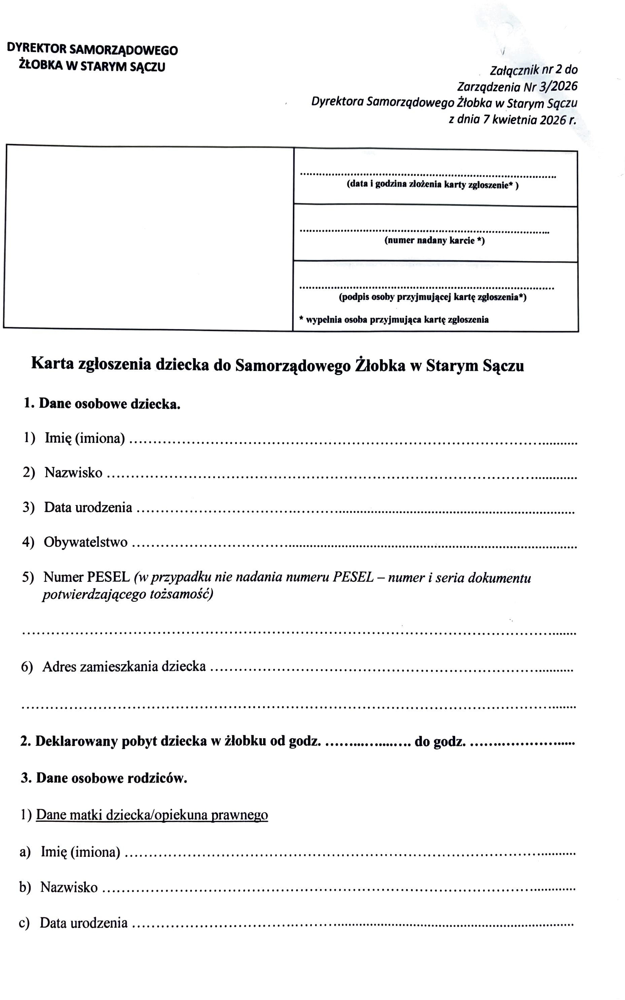 DYREKTOR SAMORZĄDOWEGO
ŻŁOBKA W STARYM SĄCZU
Załącznik nr 2 do
Zarządzenia Nr 3/2026
Dyrektora Samorządowego Żłobka w Starym Sączu
z dnia 7 kwietnia 2026 r.
................................................................................
(data i godzina złożenia karty zgłoszenie* )
................................................................................
(numer nadany karcie *)
................................................................................
(podpis osoby przyjmującej kartę zgłoszenia*)
* wypełnia osoba przyjmująca kartę zgłoszenia
Karta zgłoszenia dziecka do Samorządowego Żłobka w Starym Sączu
1. Dane osobowe dziecka.
1) Imię (imiona) ................................................................................
2) Nazwisko ................................................................................
3) Data urodzenia ................................................................................
4) Obywatelstwo ................................................................................
5) Numer PESEL (w przypadku nie nadania numeru PESEL – numer i seria dokumentu
potwierdzającego tożsamość)
................................................................................
6) Adres zamieszkania dziecka ................................................................................
................................................................................
2. Deklarowany pobyt dziecka w żłobku od godz. ...................... do godz. ..........................
3. Dane osobowe rodziców.
1) Dane matki dziecka/opiekuna prawnego
a) Imię (imiona) ................................................................................
b) Nazwisko ................................................................................
c) Data urodzenia ................................................................................